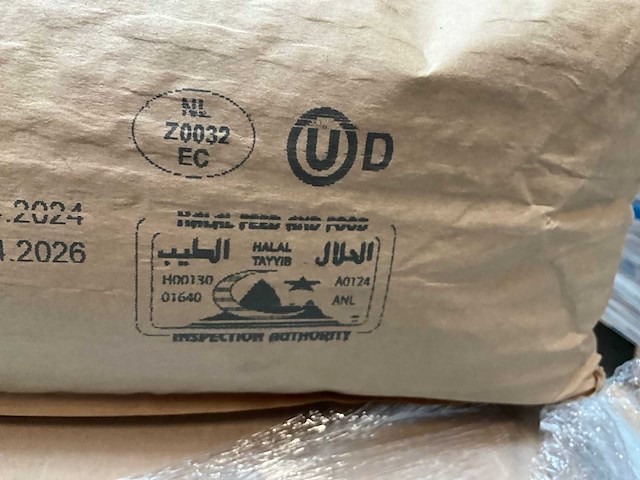 NL
Z0032
EC
U D
.2024
4.2026
HALAL FEED AND FOOD
الطيب HALAL TAYYIB الحلال
H00130 A0124
01640 ANL
INSPECTION AUTHORITY